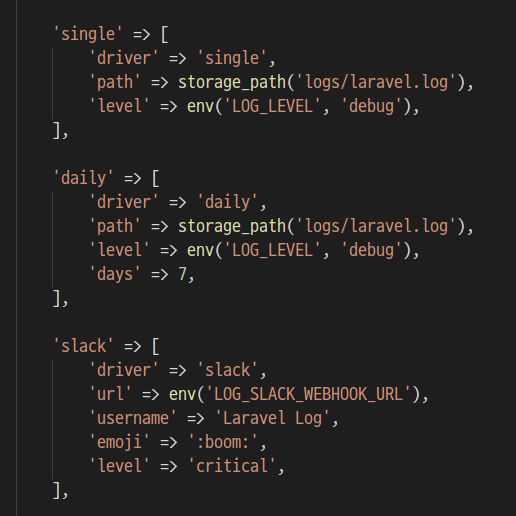 'single' => [
'driver' => 'single',
'path' => storage_path('logs/laravel.log'),
'level' => env('LOG_LEVEL', 'debug'),
],
'daily' => [
'driver' => 'daily',
'path' => storage_path('logs/laravel.log'),
'level' => env('LOG_LEVEL', 'debug'),
'days' => 7,
],
'slack' => [
'driver' => 'slack',
'url' => env('LOG_SLACK_WEBHOOK_URL'),
'username' => 'Laravel Log',
'emoji' => ':boom:',
'level' => 'critical',
],